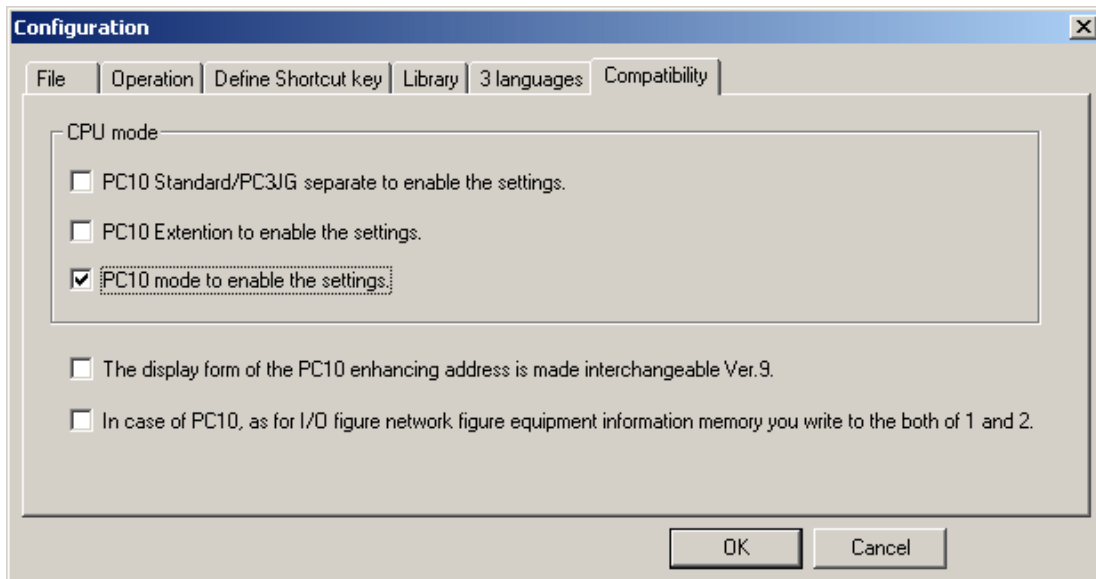 Configuration
File
Operation
Define Shortcut key
Library
3 languages
Compatibility
CPU mode
PC10 Standard/PC3JG separate to enable the settings.
PC10 Extention to enable the settings.
PC10 mode to enable the settings.
The display form of the PC10 enhancing address is made interchangeable Ver.9.
In case of PC10, as for I/O figure network figure equipment information memory you write to the both of 1 and 2.
OK
Cancel